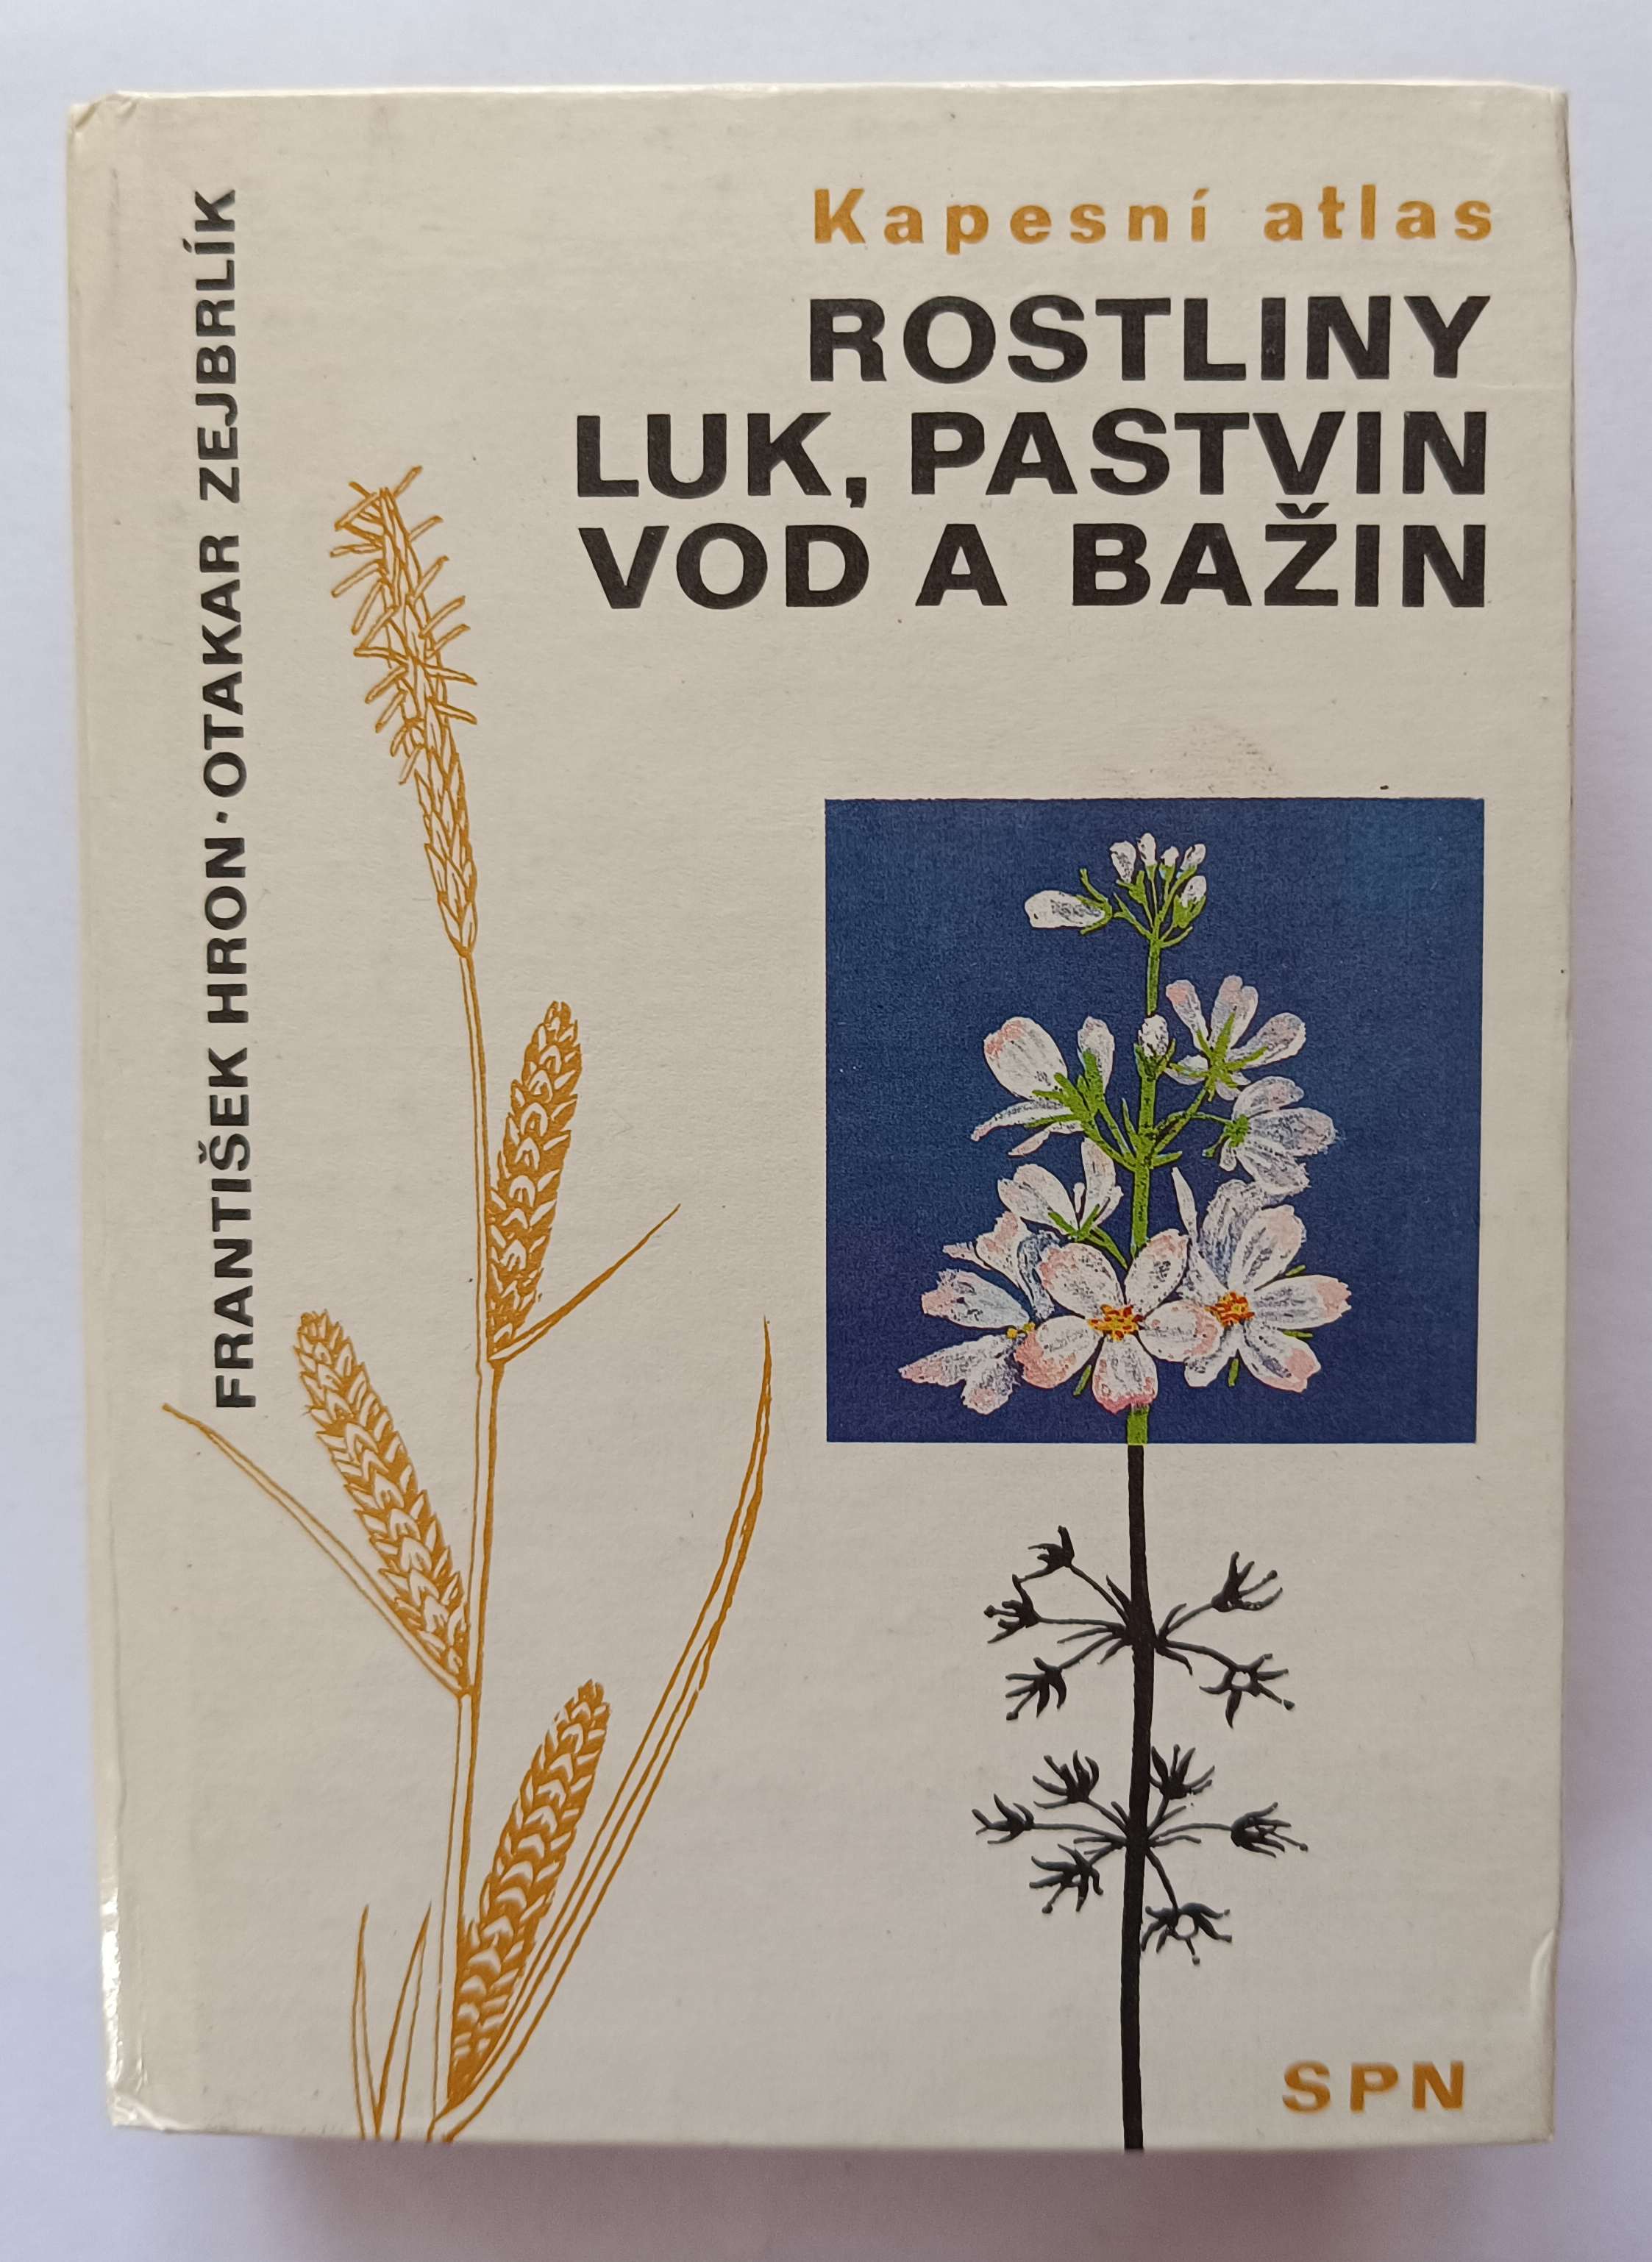 Kapesní atlas
ROSTLINY
LUK, PASTVIN
VOD A BAŽIN
FRANTIŠEK HRON · OTAKAR ZEJBRLÍK
SPN